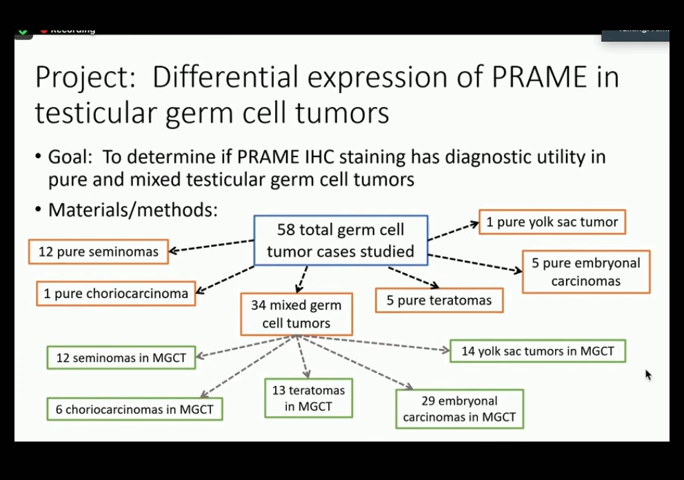 Recording
Project: Differential expression of PRAME in
testicular germ cell tumors
• Goal: To determine if PRAME IHC staining has diagnostic utility in
pure and mixed testicular germ cell tumors
• Materials/methods:
58 total germ cell
tumor cases studied
1 pure yolk sac tumor
12 pure seminomas
5 pure embryonal
carcinomas
1 pure choriocarcinoma
34 mixed germ
cell tumors
5 pure teratomas
12 seminomas in MGCT
14 yolk sac tumors in MGCT
13 teratomas
in MGCT
6 choriocarcinomas in MGCT
29 embryonal
carcinomas in MGCT